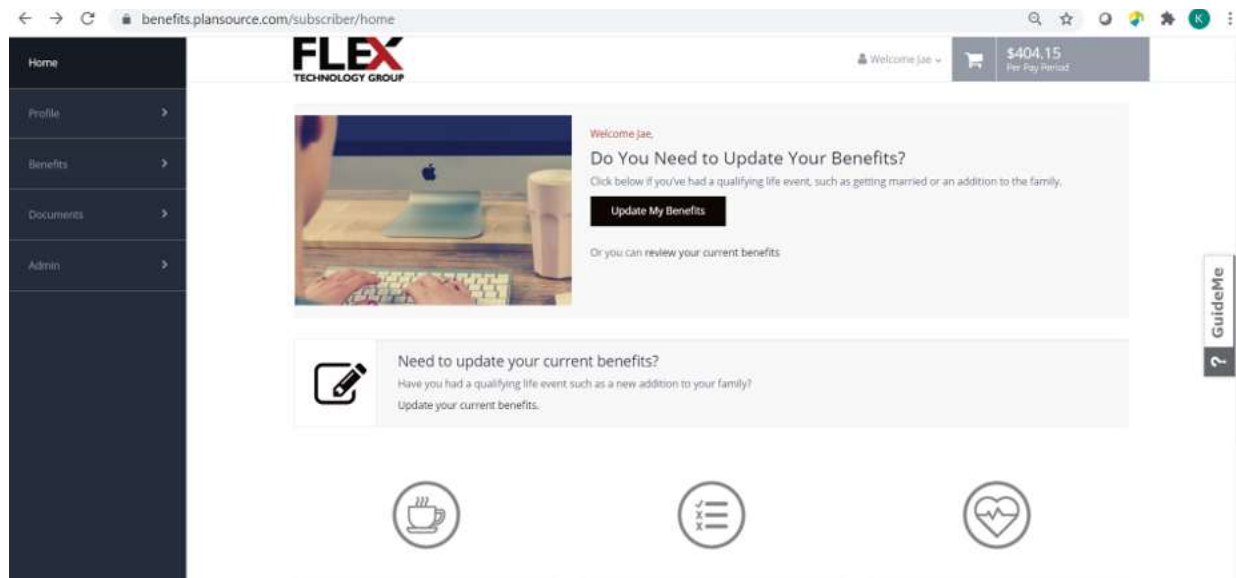 benefits.plansource.com/subscriber/home
K
Home
FLEX
TECHNOLOGY GROUP
Welcome Jae
$404.15
Per Pay Period
Profile
Benefits
Documents
Admin
Welcome Jae,
Do You Need to Update Your Benefits?
Click below if you've had a qualifying life event, such as getting married or an addition to the family.
Update My Benefits
Or you can review your current benefits
GuideMe
?
Need to update your current benefits?
Have you had a qualifying life event such as a new addition to your family?
Update your current benefits.